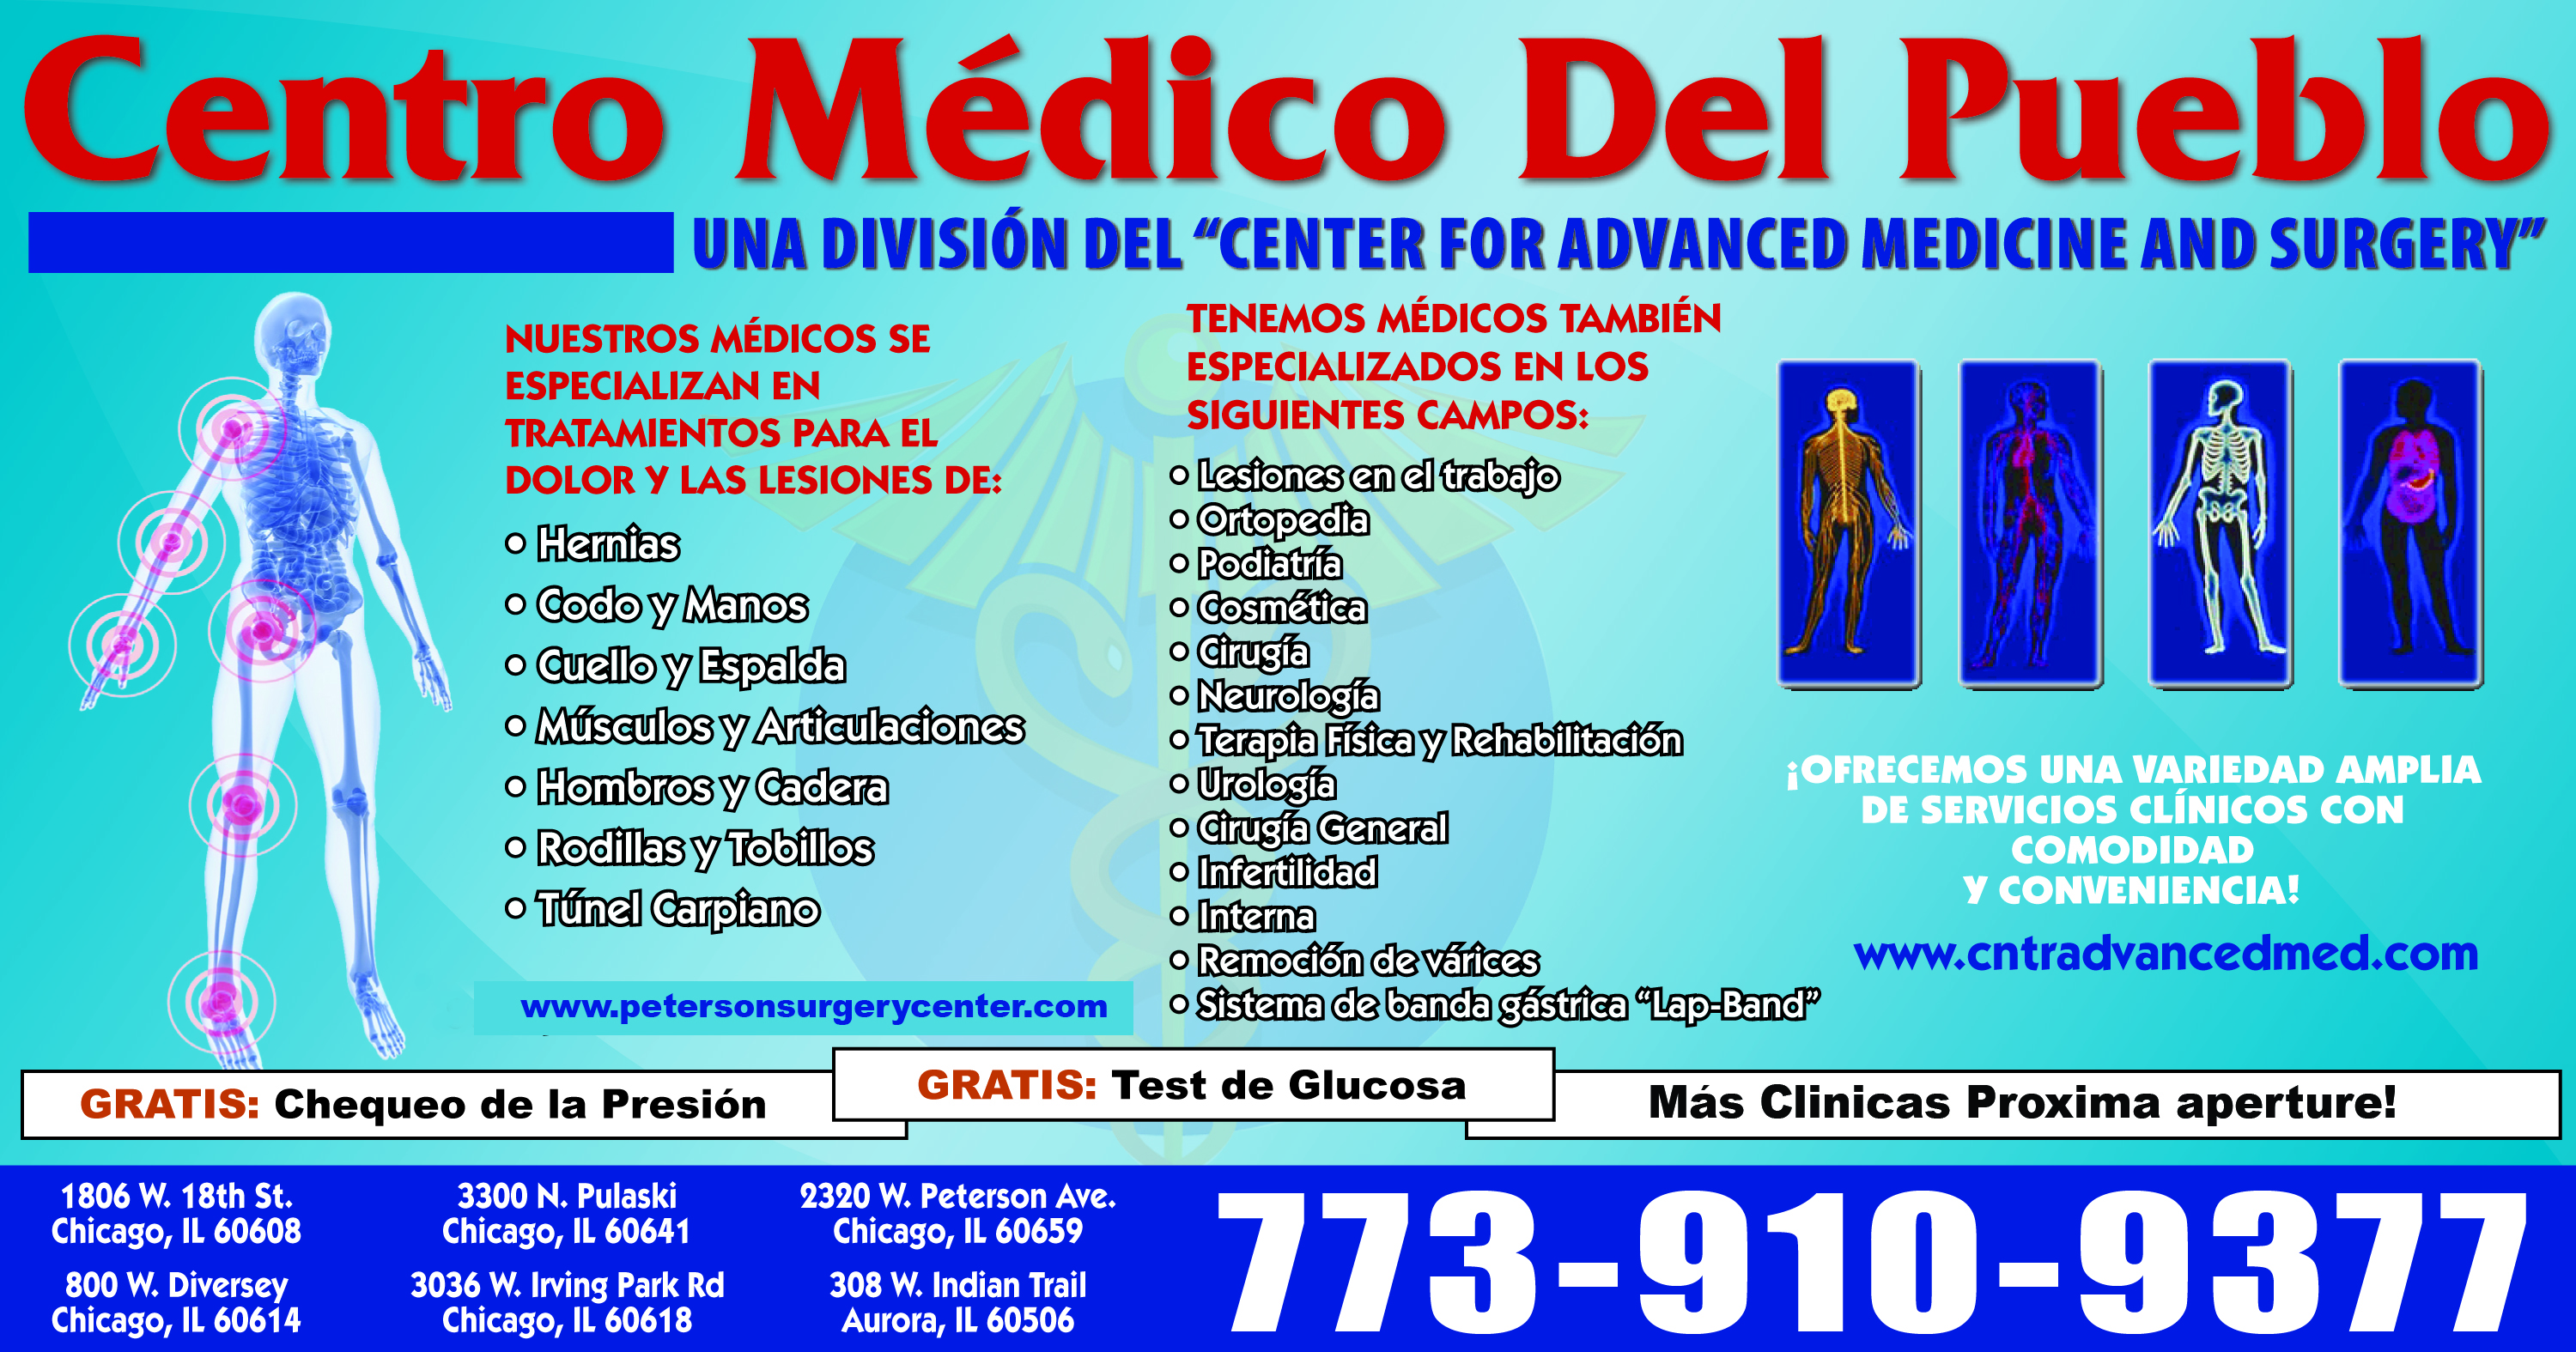 Centro Médico Del Pueblo
UNA DIVISIÓN DEL “CENTER FOR ADVANCED MEDICINE AND SURGERY”
NUESTROS MÉDICOS SE
ESPECIALIZAN EN
TRATAMIENTOS PARA EL
DOLOR Y LAS LESIONES DE:
• Hernias
• Codo y Manos
• Cuello y Espalda
• Músculos y Articulaciones
• Hombros y Cadera
• Rodillas y Tobillos
• Túnel Carpiano
www.petersonsurgerycenter.com
TENEMOS MÉDICOS TAMBIÉN
ESPECIALIZADOS EN LOS
SIGUIENTES CAMPOS:
• Lesiones en el trabajo
• Ortopedia
• Podiatría
• Cosmética
• Cirugía
• Neurología
• Terapia Física y Rehabilitación
• Urología
• Cirugía General
• Infertilidad
• Interna
• Remoción de várices
• Sistema de banda gástrica “Lap-Band”
¡OFRECEMOS UNA VARIEDAD AMPLIA
DE SERVICIOS CLÍNICOS CON
COMODIDAD
Y CONVENIENCIA!
www.cntradvancedmed.com
GRATIS: Chequeo de la Presión
GRATIS: Test de Glucosa
Más Clinicas Proxima aperture!
1806 W. 18th St.
Chicago, IL 60608
3300 N. Pulaski
Chicago, IL 60641
2320 W. Peterson Ave.
Chicago, IL 60659
800 W. Diversey
Chicago, IL 60614
3036 W. Irving Park Rd
Chicago, IL 60618
308 W. Indian Trail
Aurora, IL 60506
773-910-9377